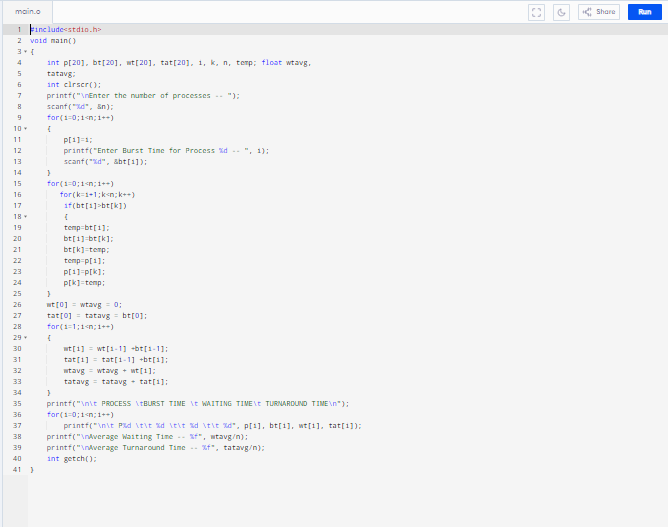 main.c
Share
Run
1 #include<stdio.h>
2 void main()
3 {
4 int p[20], bt[20], wt[20], tat[20], i, k, n, temp; float wtavg,
5 tatavg;
6 int clrscr();
7 printf("\nEnter the number of processes -- ");
8 scanf("%d", &n);
9 for(i=0;i<n;i++)
10 {
11 p[i]=i;
12 printf("Enter Burst Time for Process %d -- ", i);
13 scanf("%d", &bt[i]);
14 }
15 for(i=0;i<n;i++)
16 for(k=i+1;k<n;k++)
17 if(bt[i]>bt[k])
18 {
19 temp=bt[i];
20 bt[i]=bt[k];
21 bt[k]=temp;
22 temp=p[i];
23 p[i]=p[k];
24 p[k]=temp;
25 }
26 wt[0] = wtavg = 0;
27 tat[0] = tatavg = bt[0];
28 for(i=1;i<n;i++)
29 {
30 wt[i] = wt[i-1] +bt[i-1];
31 tat[i] = tat[i-1] +bt[i];
32 wtavg = wtavg + wt[i];
33 tatavg = tatavg + tat[i];
34 }
35 printf("\n\t PROCESS \tBURST TIME \t WAITING TIME\t TURNAROUND TIME\n");
36 for(i=0;i<n;i++)
37 printf("\n\t P%d \t\t %d \t\t %d \t\t %d", p[i], bt[i], wt[i], tat[i]);
38 printf("\nAverage Waiting Time -- %f", wtavg/n);
39 printf("\nAverage Turnaround Time -- %f", tatavg/n);
40 int getch();
41 }